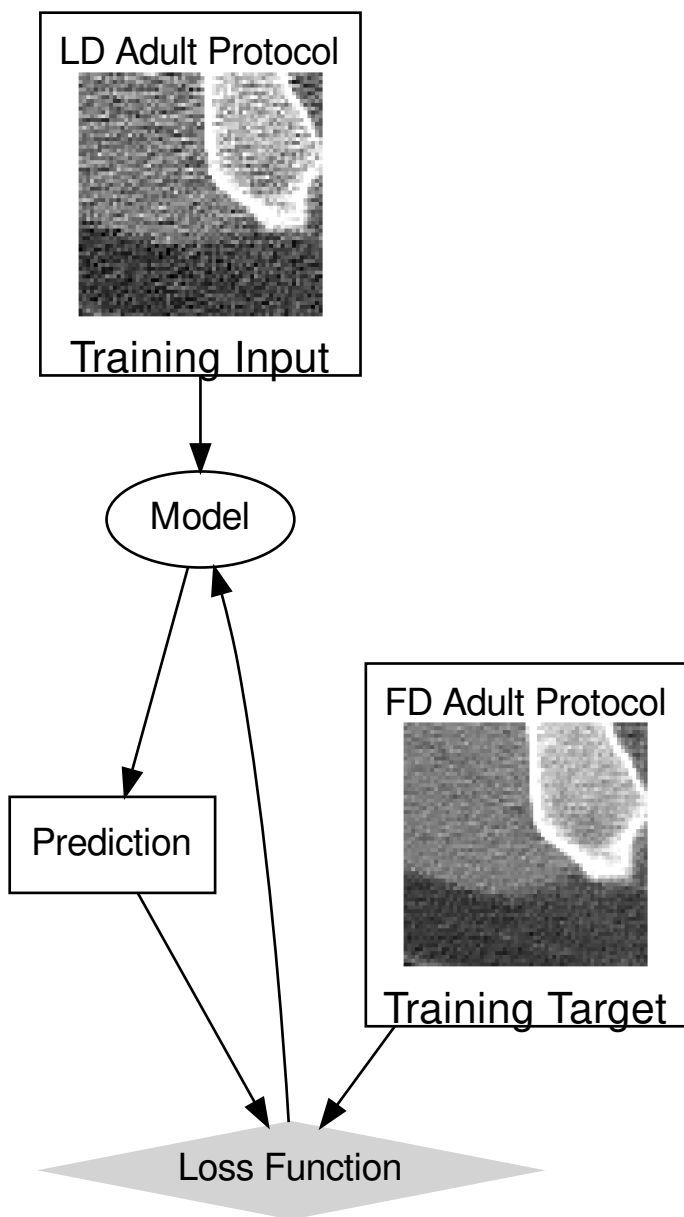 LD Adult Protocol
Training Input
Model
FD Adult Protocol
Prediction
Training Target
Loss Function